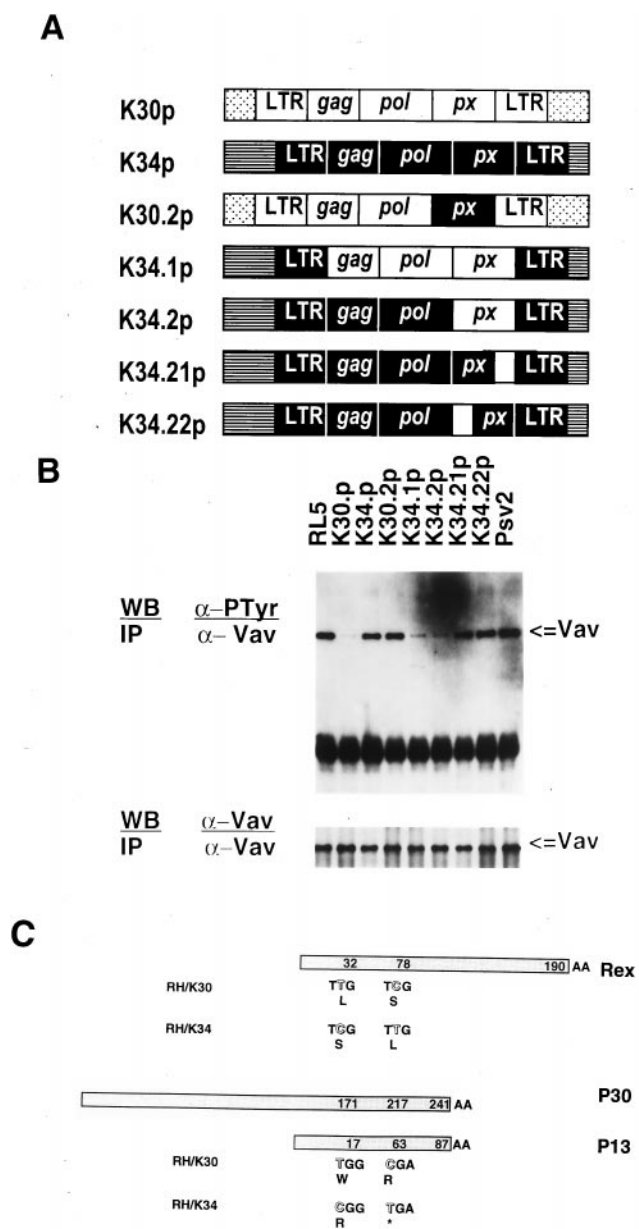 A
K30p LTR gag pol px LTR
K34p LTR gag pol px LTR
K30.2p LTR gag pol px LTR
K34.1p LTR gag pol px LTR
K34.2p LTR gag pol px LTR
K34.21p LTR gag pol px LTR
K34.22p LTR gag pol px LTR
B
RL5 K30.p K34.p K30.2p K34.1p K34.2p K34.21p K34.22p Psv2
WB α-PTyr
IP α-Vav <=Vav
WB α-Vav
IP α-Vav <=Vav
C
32 78 190 AA Rex
RH/K30 TTG TCG
L S
RH/K34 TCG TTG
S L
171 217 241 AA P30
17 63 87 AA P13
RH/K30 TGG CGA
W R
RH/K34 CGG TGA
R *